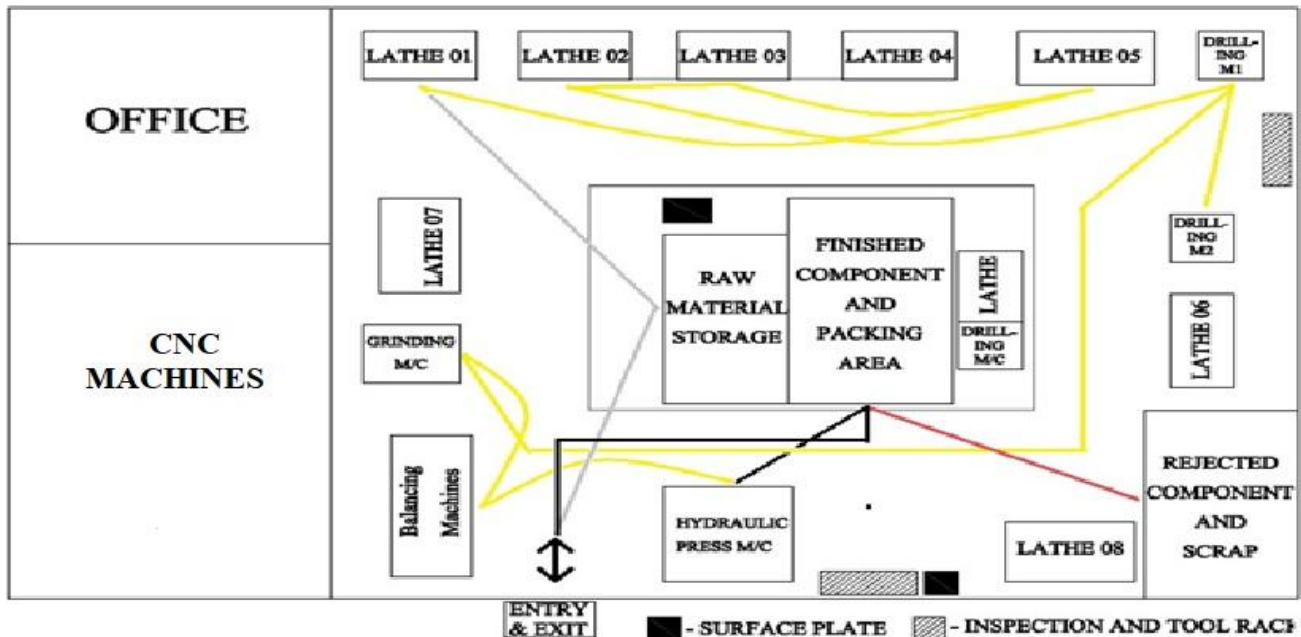 LATHE 01
LATHE 02
LATHE 03
LATHE 04
LATHE 05
DRILL-
ING
M1
OFFICE
LATHE 07
RAW
MATERIAL
STORAGE
FINISHED
COMPONENT
AND
PACKING
AREA
LATHE
DRILL-
ING
M/C
DRILL-
ING
M2
LATHE 06
CNC
MACHINES
GRINDING
M/C
Balancing
Machines
HYDRAULIC
PRESS M/C
LATHE 08
REJECTED
COMPONENT
AND
SCRAP
ENTRY
& EXIT
- SURFACE PLATE
- INSPECTION AND TOOL RACK